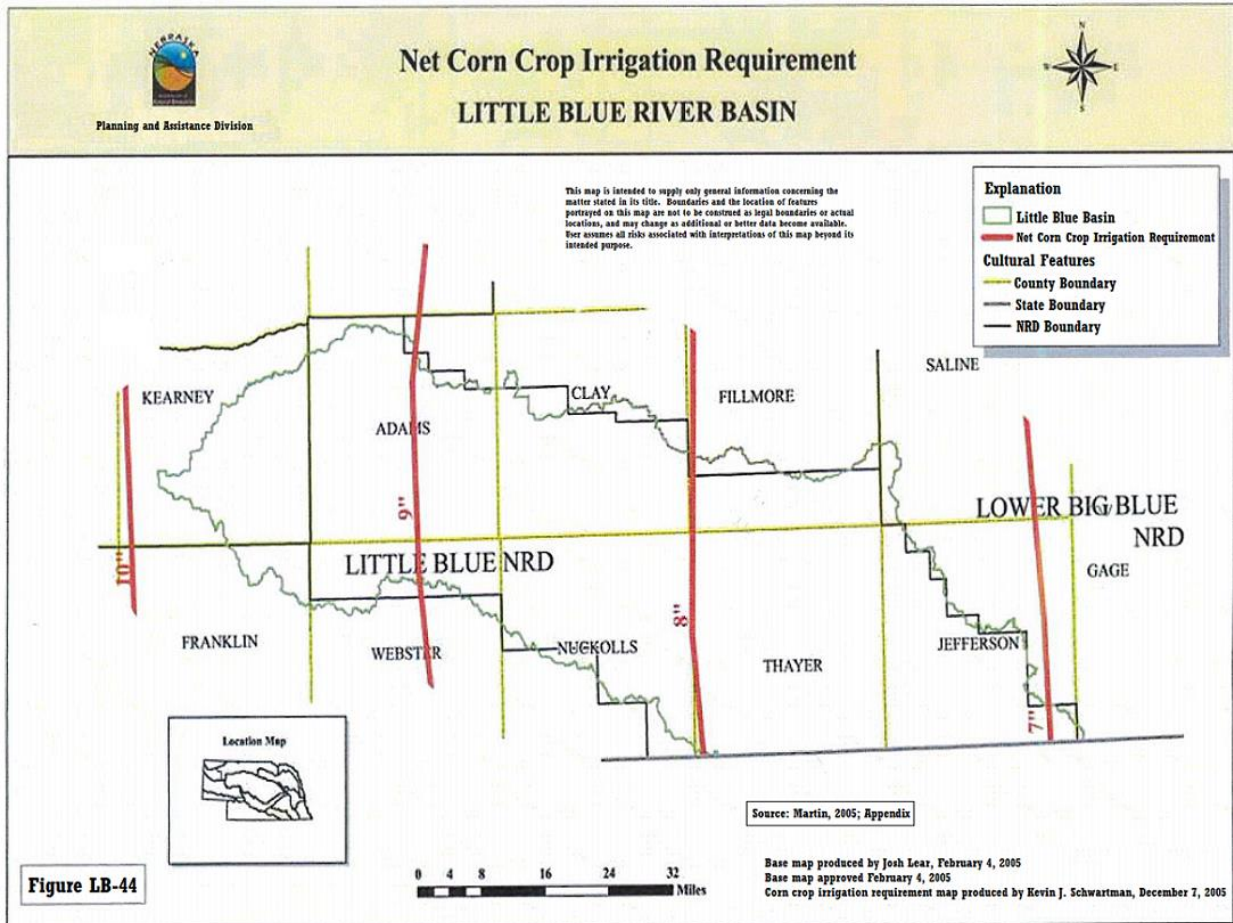 Net Corn Crop Irrigation Requirement
LITTLE BLUE RIVER BASIN
NEBRASKA
Planning and Assistance Division
N
W
E
S
This map is intended to supply only general information concerning the
matter stated in its title. Boundaries and the location of features
portrayed on this map are not to be construed as legal boundaries or actual
locations, and may change as additional or better data become available.
User assumes all risks associated with interpretations of this map beyond its
intended purpose.
Explanation
Little Blue Basin
Net Corn Crop Irrigation Requirement
Cultural Features
County Boundary
State Boundary
NRD Boundary
SALINE
KEARNEY
CLAY
FILLMORE
ADAMS
9"
LOWER BIG BLUE
NRD
10"
LITTLE BLUE NRD
GAGE
8"
FRANKLIN
WEBSTER
NUCKOLLS
THAYER
JEFFERSON
7"
Location Map
Source: Martin, 2005; Appendix
Figure LB-44
0 4 8 16 24 32
Miles
Base map produced by Josh Lear, February 4, 2005
Base map approved February 4, 2005
Corn crop irrigation requirement map produced by Kevin J. Schwartman, December 7, 2005